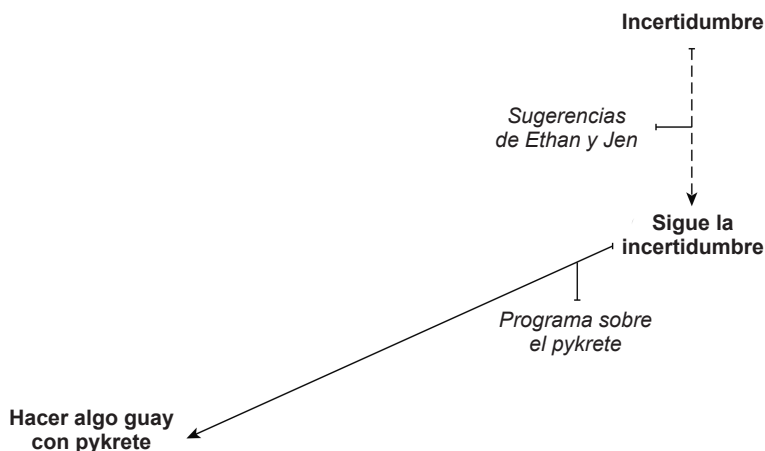 Incertidumbre
Sugerencias
de Ethan y Jen
Sigue la
incertidumbre
Programa sobre
el pykrete
Hacer algo guay
con pykrete